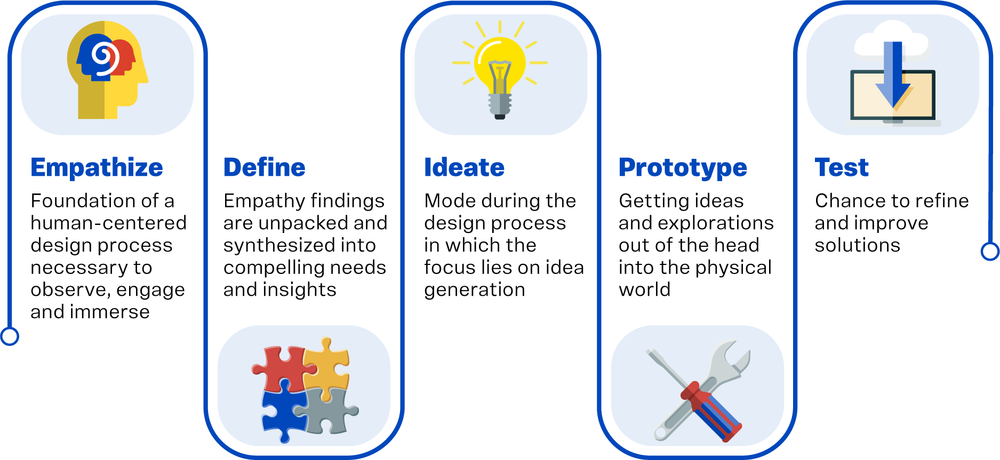 Empathize
Foundation of a
human-centered
design process
necessary to
observe, engage
and immerse
Define
Empathy findings
are unpacked and
synthesized into
compelling needs
and insights
Ideate
Mode during the
design process
in which the
focus lies on idea
generation
Prototype
Getting ideas
and explorations
out of the head
into the physical
world
Test
Chance to refine
and improve
solutions